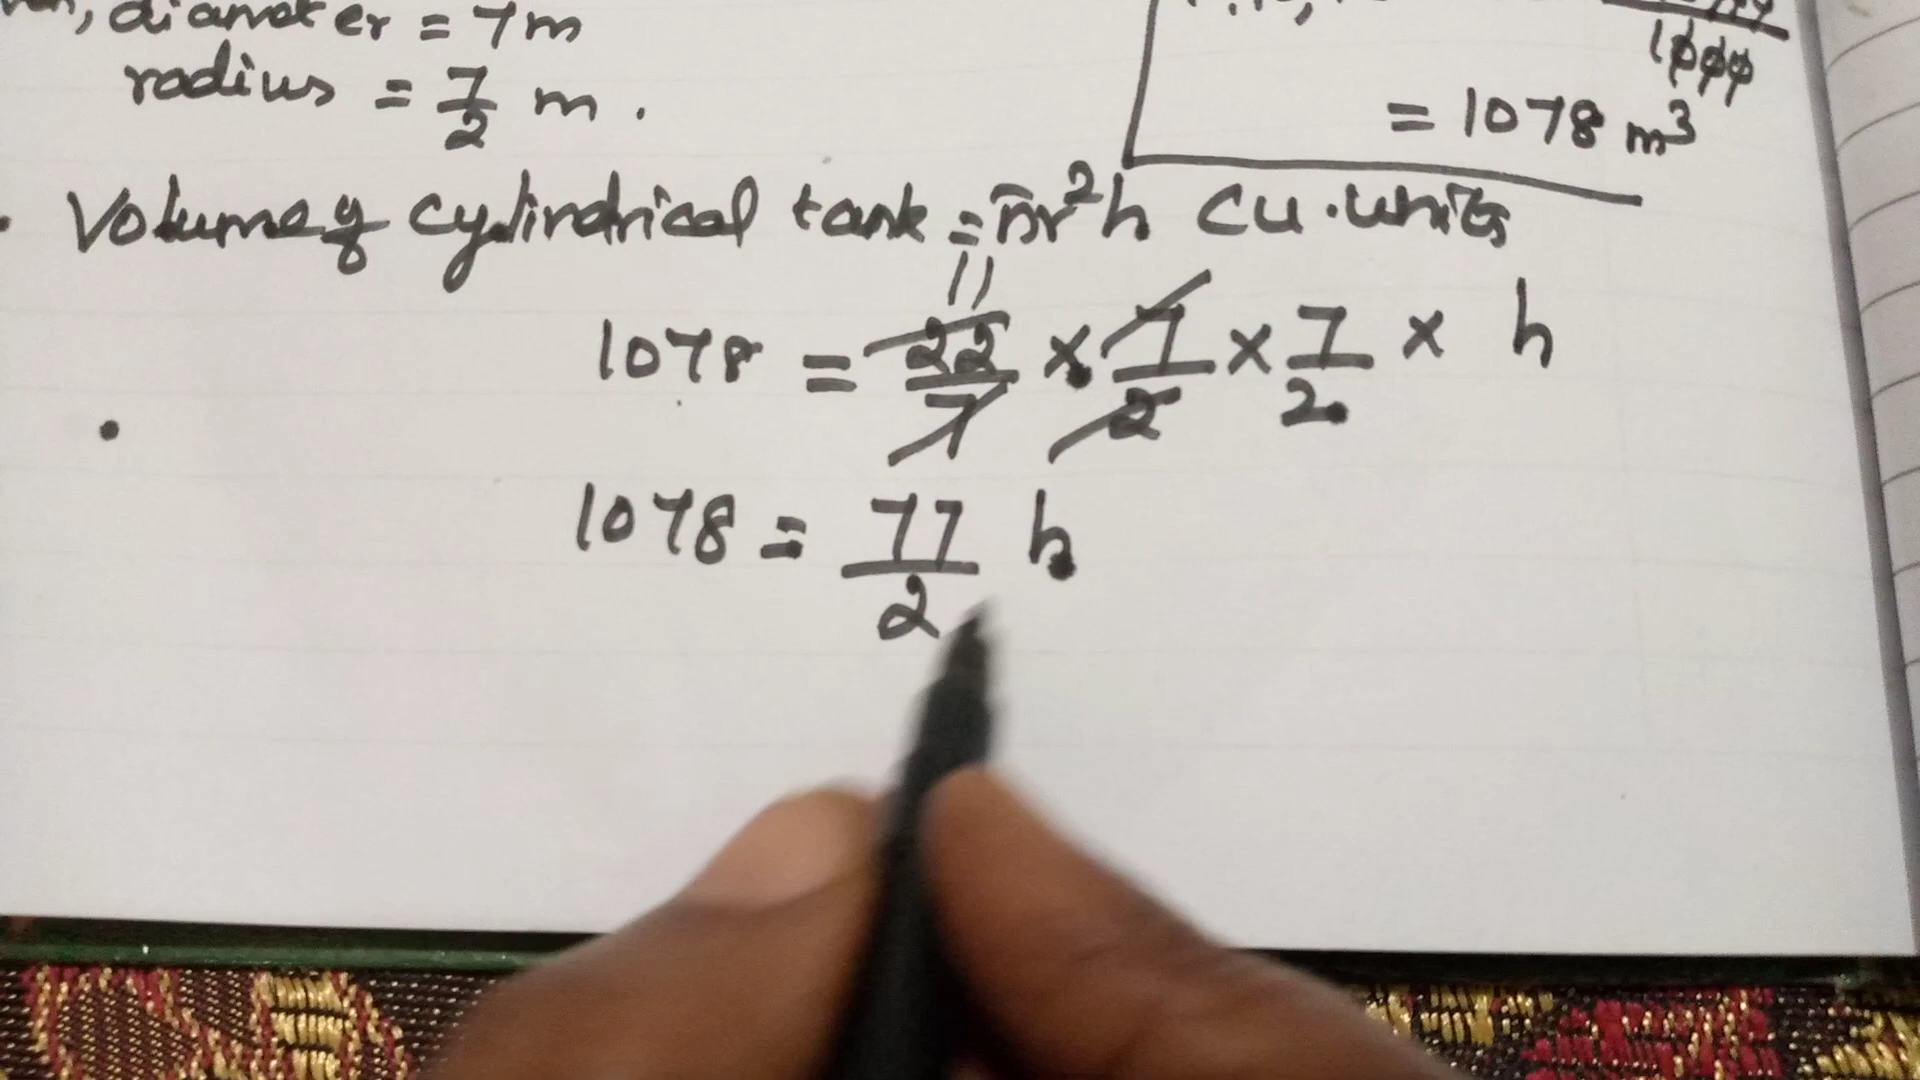 , diameter = 7m
radius = 7/2 m.
1000
= 1078 m³
Volume of cylindrical tank = πr²h cu.units
11
1078 = 22/7 × 7/2 × 7/2 × h
1078 = 77/2 h